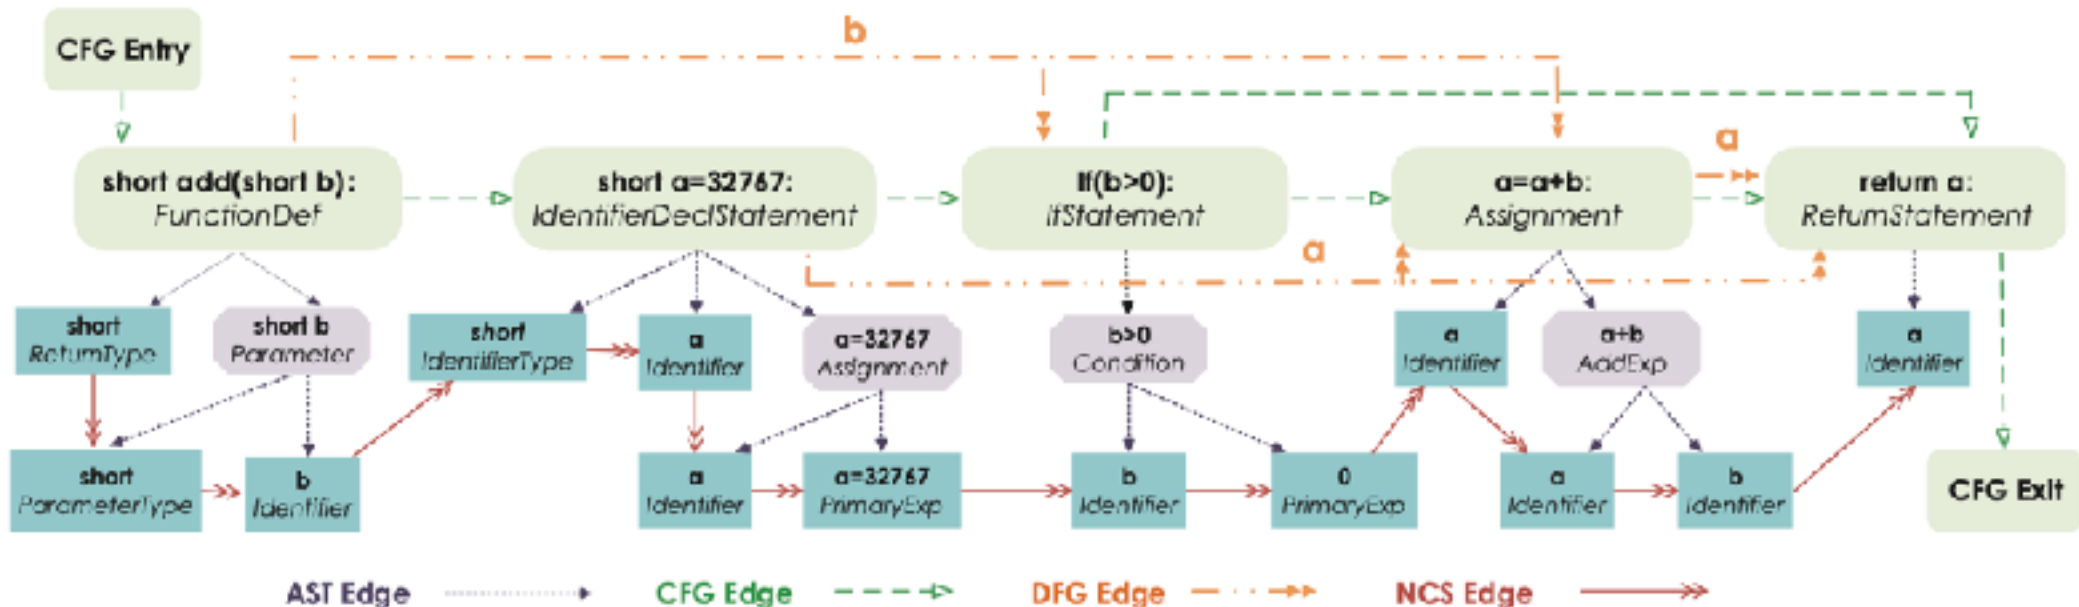 b
CFG Entry
a
short add(short b):
FunctionDef
short a=32767:
IdentifierDeclStatement
If(b>0):
IfStatement
a=a+b:
Assignment
return a:
ReturnStatement
a
short
ReturnType
short b
Parameter
short
IdentifierType
a
Identifier
a=32767
Assignment
b>0
Condition
a
Identifier
a+b
AddExp
a
Identifier
short
ParameterType
b
Identifier
a
Identifier
a=32767
PrimaryExp
b
Identifier
0
PrimaryExp
a
Identifier
b
Identifier
CFG Exit
AST Edge
CFG Edge
DFG Edge
NCS Edge